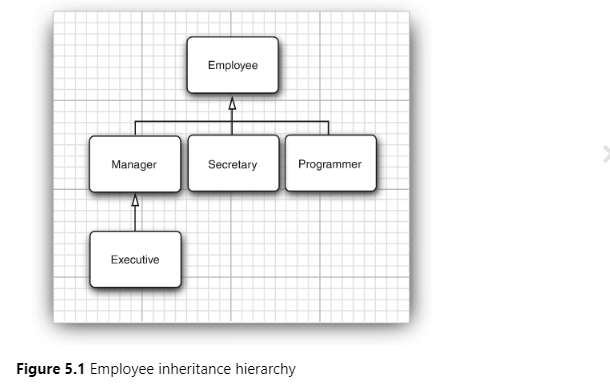 Employee
Manager Secretary Programmer
Executive
Figure 5.1 Employee inheritance hierarchy